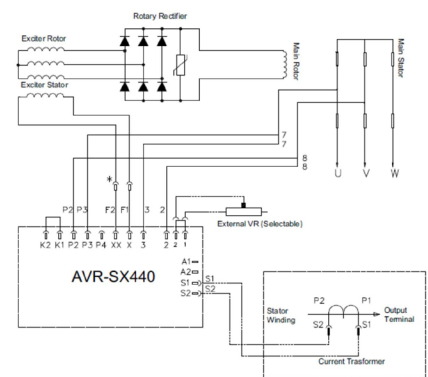 Rotary Rectifier
Exciter Rotor
Main Rotor
Main Stator
Exciter Stator
7
7
8
8
U V W
*
P2 P3 F2 F1 3 2
External VR (Selectable)
K2 K1 P2 P3 P4 XX X 3 2 2 1
A1
A2
S1 S1
S2 S2
AVR-SX440
P2 P1
Stator Winding
Output Terminal
S2 S1
Current Trasformer